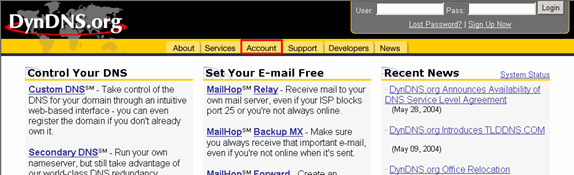 DynDNS.org
User: Pass: Login
Lost Password? | Sign Up Now
About Services Account Support Developers News
Control Your DNS
Custom DNS℠ - Take control of the
DNS for your domain through an intuitive
web-based interface - you can even
register the domain if you don't already
own it.
Secondary DNS℠ - Run your own
nameserver, but still take advantage of
our world-class DNS redundancy
Set Your E-mail Free
MailHop℠ Relay - Receive mail to your
own mail server, even if your ISP blocks
port 25 or you're not always online.
MailHop℠ Backup MX - Make sure
you always receive that important e-mail,
even if you're not online when it's sent.
MailHop℠ Forward - Create an
Recent News System Status
· DynDNS.org Announces Availability of
DNS Service Level Agreement
(May 28, 2004)
· DynDNS.org Introduces TLDDNS.COM
(May 09, 2004)
· DynDNS.org Office Relocation